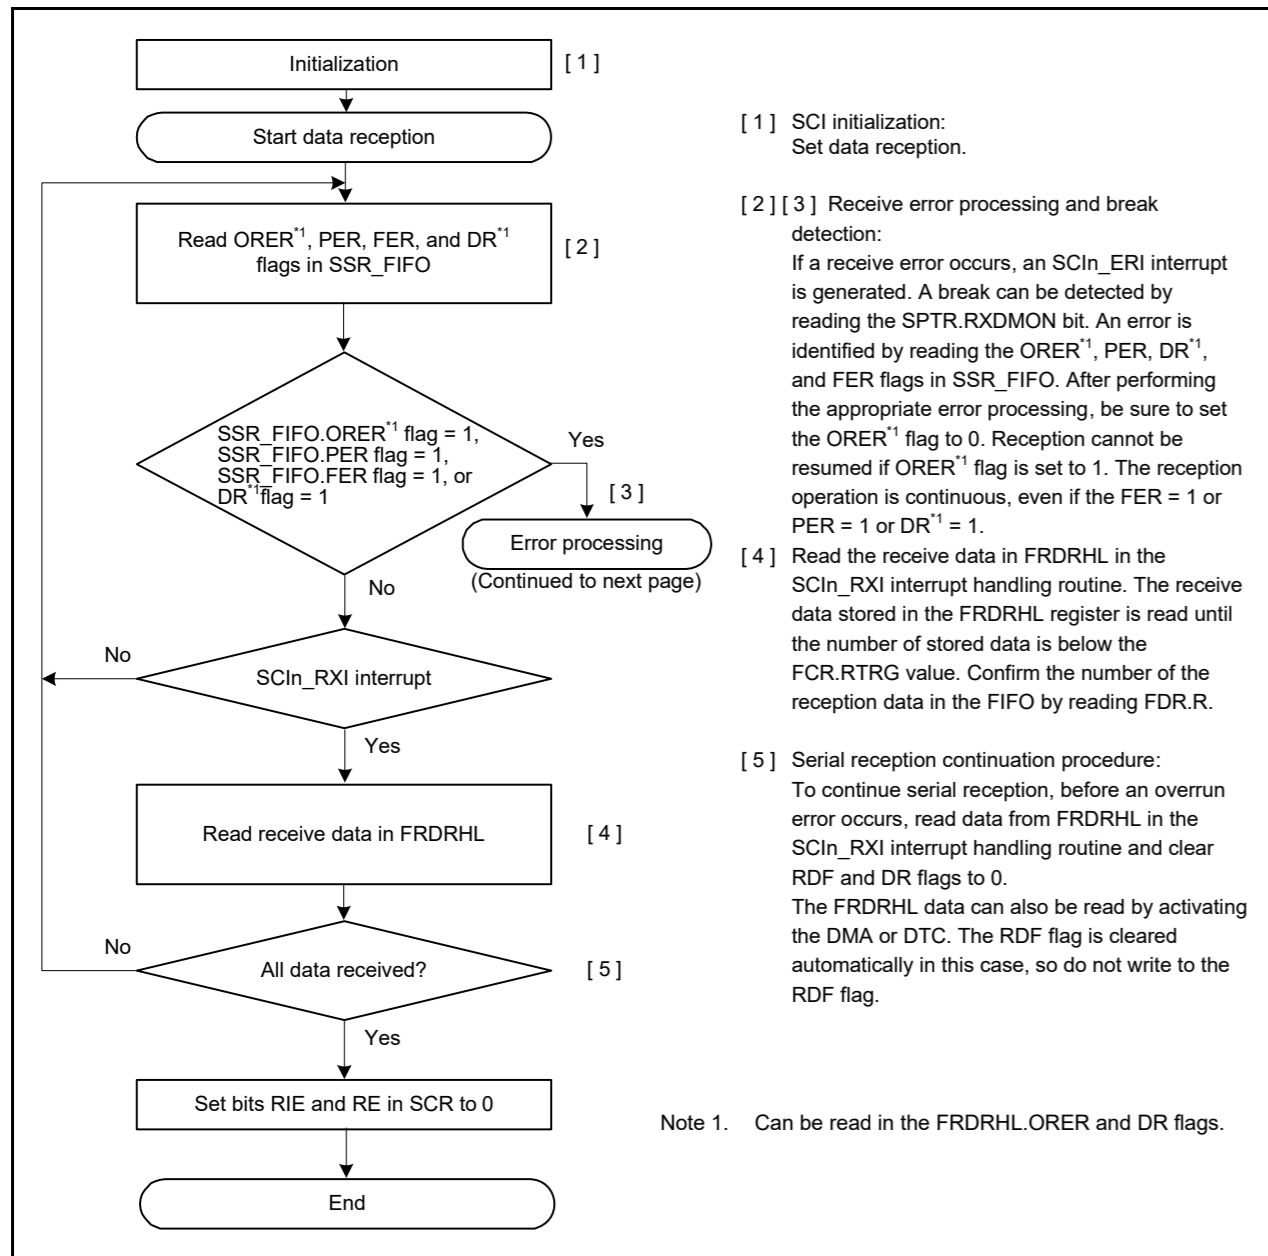 Initialization
[ 1 ]
Start data reception
Read ORER*1, PER, FER, and DR*1
flags in SSR_FIFO
[ 2 ]
SSR_FIFO.ORER*1 flag = 1,
SSR_FIFO.PER flag = 1,
SSR_FIFO.FER flag = 1, or
DR*1flag = 1
Yes
[ 3 ]
Error processing
(Continued to next page)
No
No
SCIn_RXI interrupt
Yes
Read receive data in FRDRHL
[ 4 ]
No
All data received?
[ 5 ]
Yes
Set bits RIE and RE in SCR to 0
End
[ 1 ] SCI initialization:
Set data reception.
[ 2 ] [ 3 ] Receive error processing and break
detection:
If a receive error occurs, an SCIn_ERI interrupt
is generated. A break can be detected by
reading the SPTR.RXDMON bit. An error is
identified by reading the ORER*1, PER, DR*1,
and FER flags in SSR_FIFO. After performing
the appropriate error processing, be sure to set
the ORER*1 flag to 0. Reception cannot be
resumed if ORER*1 flag is set to 1. The reception
operation is continuous, even if the FER = 1 or
PER = 1 or DR*1 = 1.
[ 4 ] Read the receive data in FRDRHL in the
SCIn_RXI interrupt handling routine. The receive
data stored in the FRDRHL register is read until
the number of stored data is below the
FCR.RTRG value. Confirm the number of the
reception data in the FIFO by reading FDR.R.
[ 5 ] Serial reception continuation procedure:
To continue serial reception, before an overrun
error occurs, read data from FRDRHL in the
SCIn_RXI interrupt handling routine and clear
RDF and DR flags to 0.
The FRDRHL data can also be read by activating
the DMA or DTC. The RDF flag is cleared
automatically in this case, so do not write to the
RDF flag.
Note 1. Can be read in the FRDRHL.ORER and DR flags.